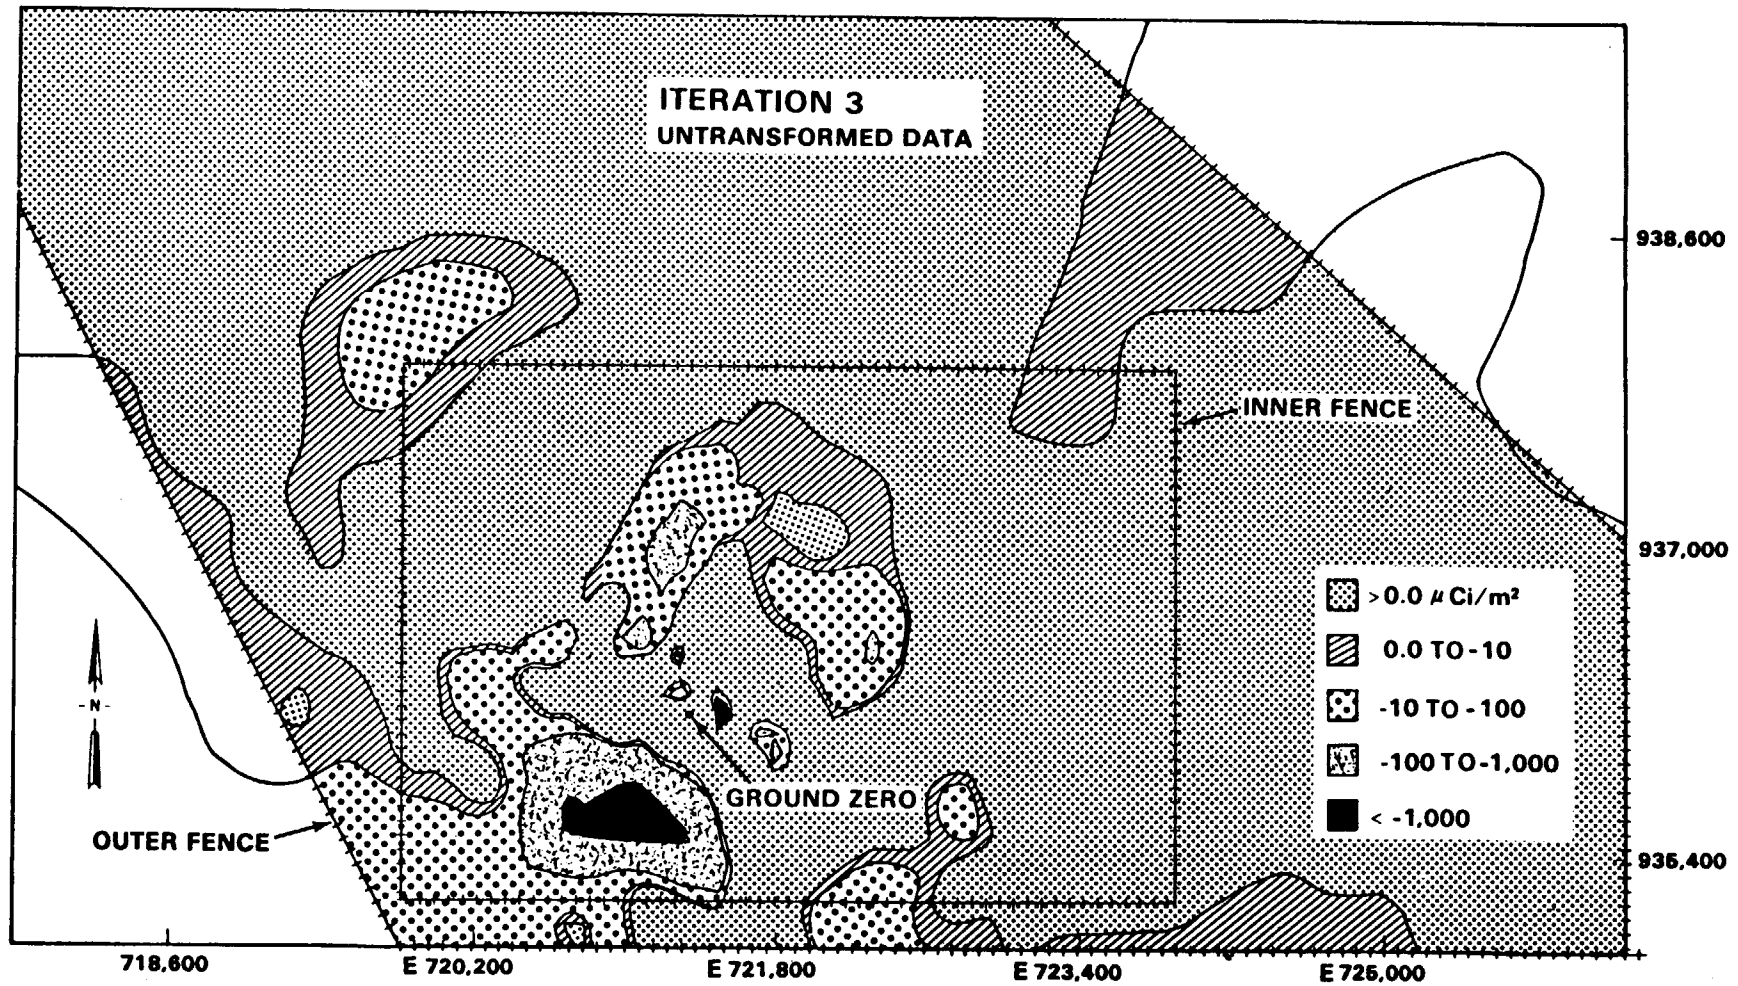 ITERATION 3
UNTRANSFORMED DATA
938,600
INNER FENCE
937,000
>0.0 μCi/m²
0.0 TO -10
-10 TO -100
-100 TO -1,000
< -1,000
-N-
GROUND ZERO
OUTER FENCE
935,400
718,600
E 720,200
E 721,800
E 723,400
E 725,000